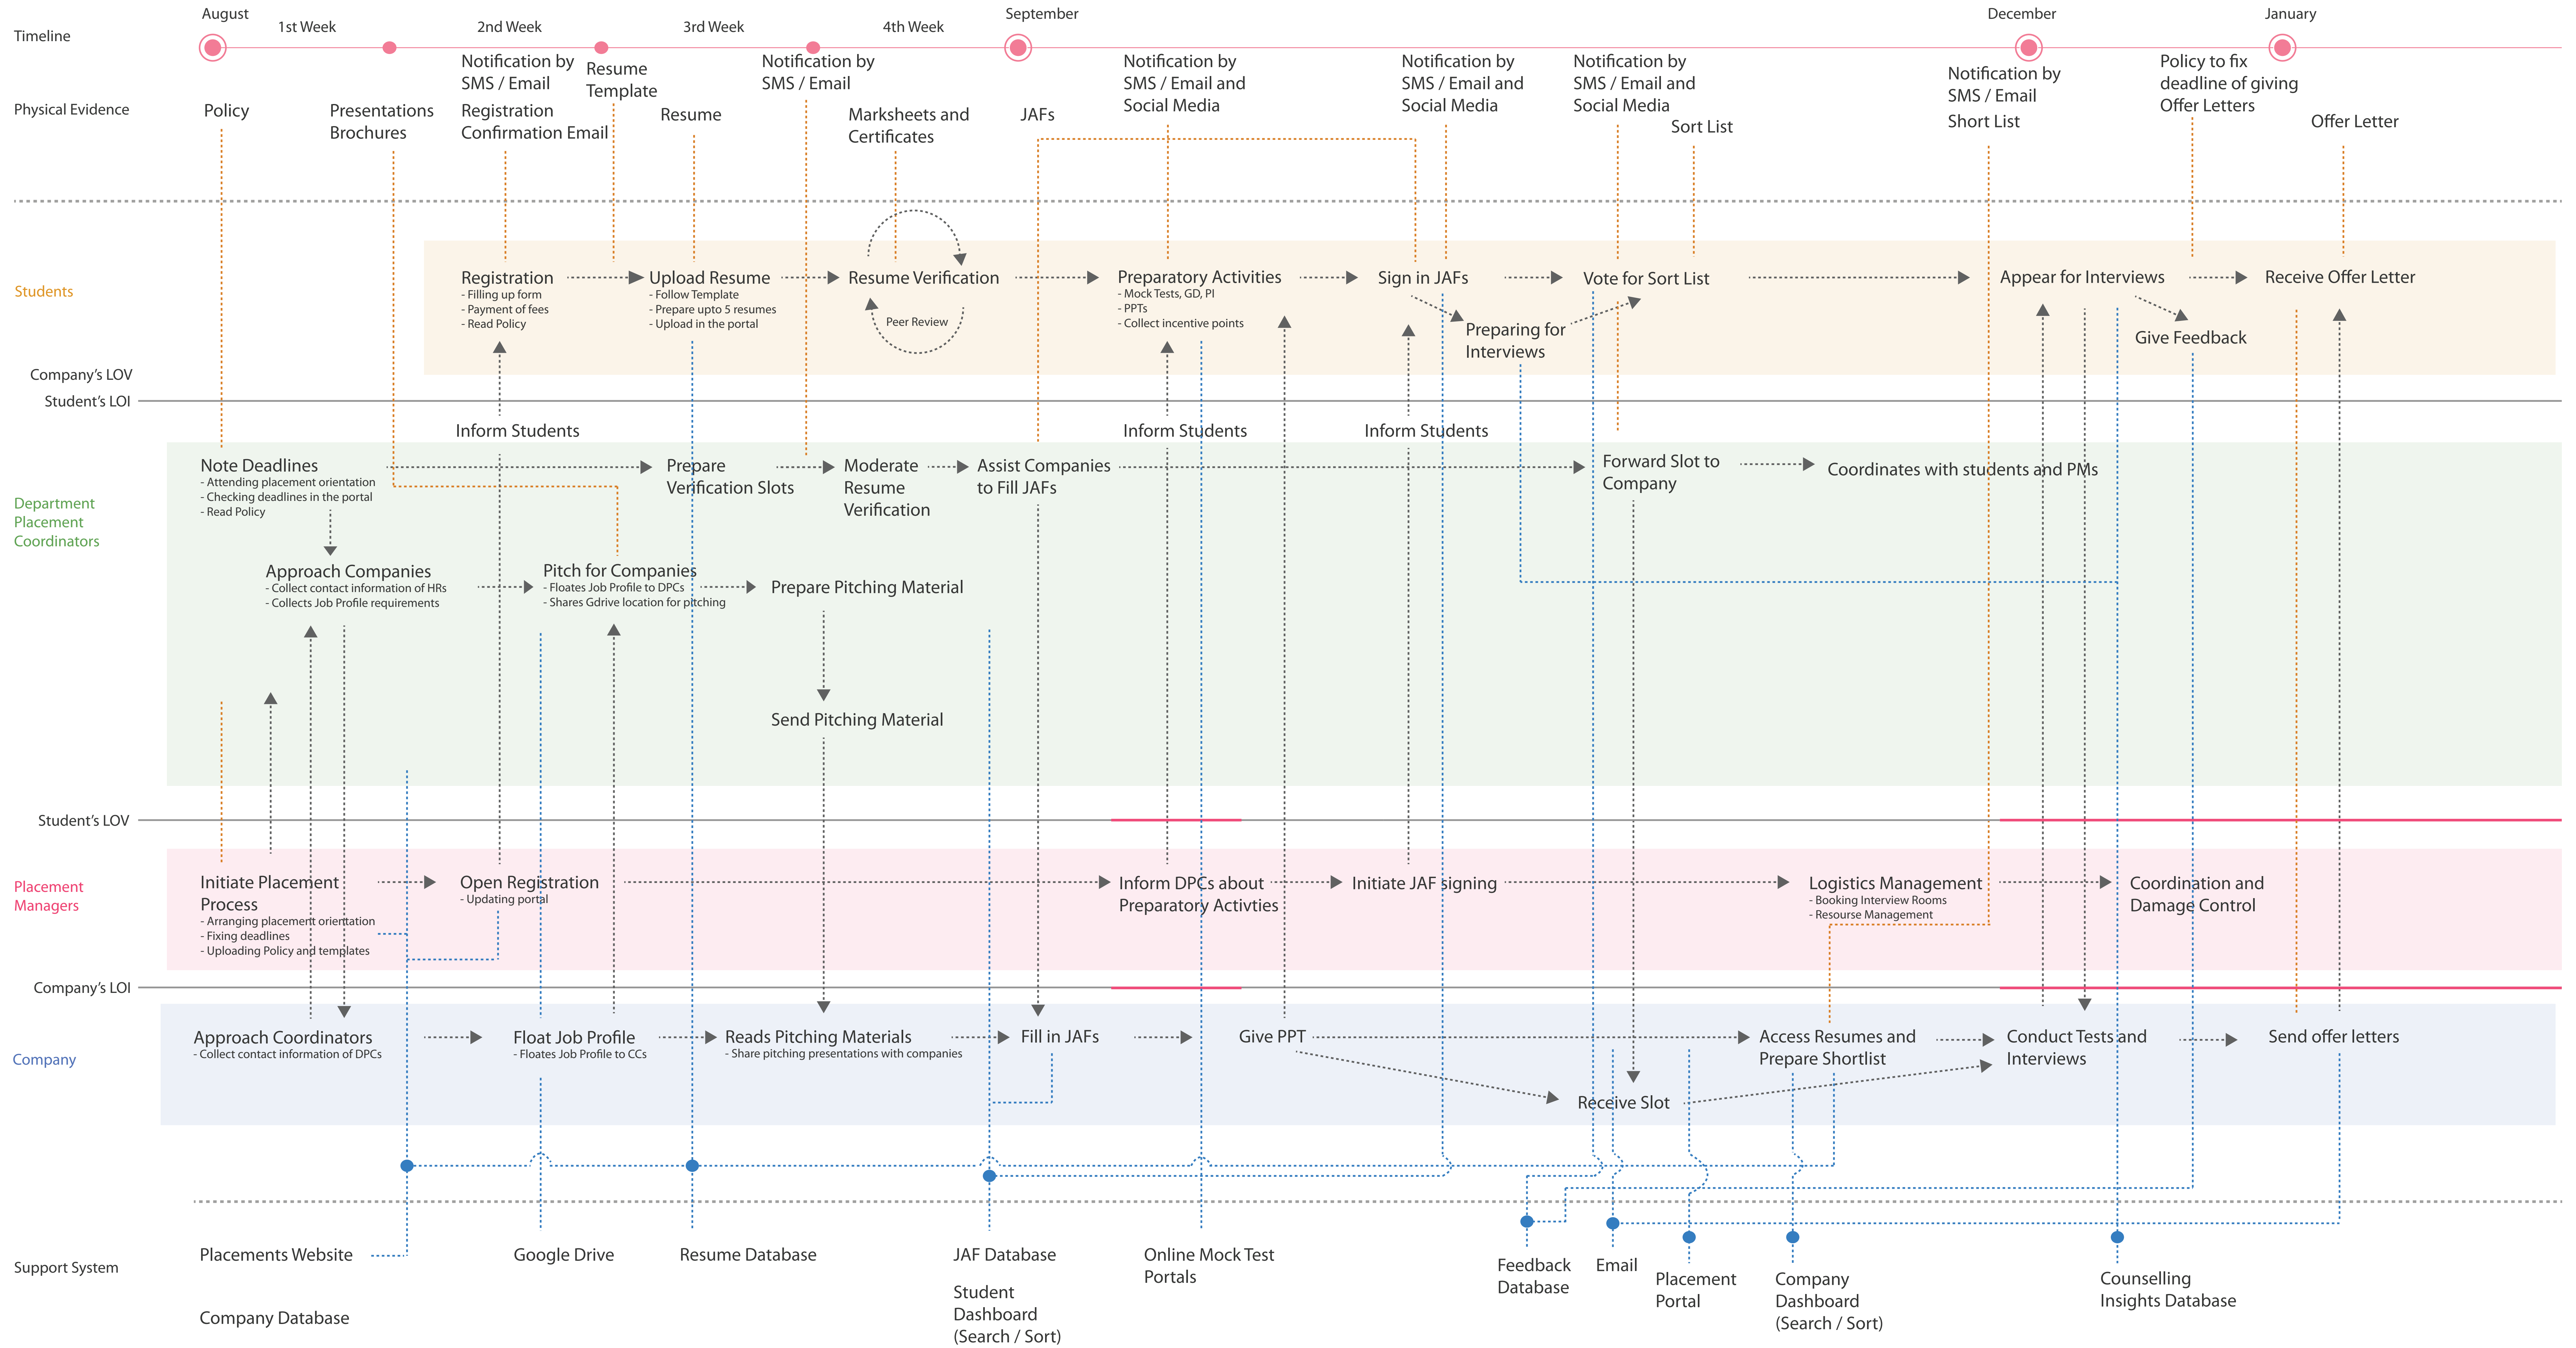 Timeline
August
1st Week
2nd Week
3rd Week
4th Week
September
December
January
Physical Evidence
Policy
Presentations
Brochures
Notification by
SMS / Email
Registration
Confirmation Email
Resume
Template
Resume
Notification by
SMS / Email
Marksheets and
Certificates
JAFs
Notification by
SMS / Email and
Social Media
Notification by
SMS / Email and
Social Media
Notification by
SMS / Email and
Social Media
Sort List
Notification by
SMS / Email
Short List
Policy to fix
deadline of giving
Offer Letters
Offer Letter
Students
Registration
- Filling up form
- Payment of fees
- Read Policy
Upload Resume
- Follow Template
- Prepare upto 5 resumes
- Upload in the portal
Resume Verification
Peer Review
Preparatory Activities
- Mock Tests, GD, PI
- PPTs
- Collect incentive points
Sign in JAFs
Preparing for
Interviews
Vote for Sort List
Appear for Interviews
Give Feedback
Receive Offer Letter
Company's LOV
Student's LOI
Inform Students
Inform Students
Inform Students
Department
Placement
Coordinators
Note Deadlines
- Attending placement orientation
- Checking deadlines in the portal
- Read Policy
Prepare
Verification Slots
Moderate
Resume
Verification
Assist Companies
to Fill JAFs
Forward Slot to
Company
Coordinates with students and PMs
Approach Companies
- Collect contact information of HRs
- Collects Job Profile requirements
Pitch for Companies
- Floates Job Profile to DPCs
- Shares Gdrive location for pitching
Prepare Pitching Material
Send Pitching Material
Student's LOV
Placement
Managers
Initiate Placement
Process
- Arranging placement orientation
- Fixing deadlines
- Uploading Policy and templates
Open Registration
- Updating portal
Inform DPCs about
Preparatory Activties
Initiate JAF signing
Logistics Management
- Booking Interview Rooms
- Resourse Management
Coordination and
Damage Control
Company's LOI
Company
Approach Coordinators
- Collect contact information of DPCs
Float Job Profile
- Floates Job Profile to CCs
Reads Pitching Materials
- Share pitching presentations with companies
Fill in JAFs
Give PPT
Receive Slot
Access Resumes and
Prepare Shortlist
Conduct Tests and
Interviews
Send offer letters
Support System
Placements Website
Company Database
Google Drive
Resume Database
JAF Database
Student
Dashboard
(Search / Sort)
Online Mock Test
Portals
Feedback
Database
Email
Placement
Portal
Company
Dashboard
(Search / Sort)
Counselling
Insights Database